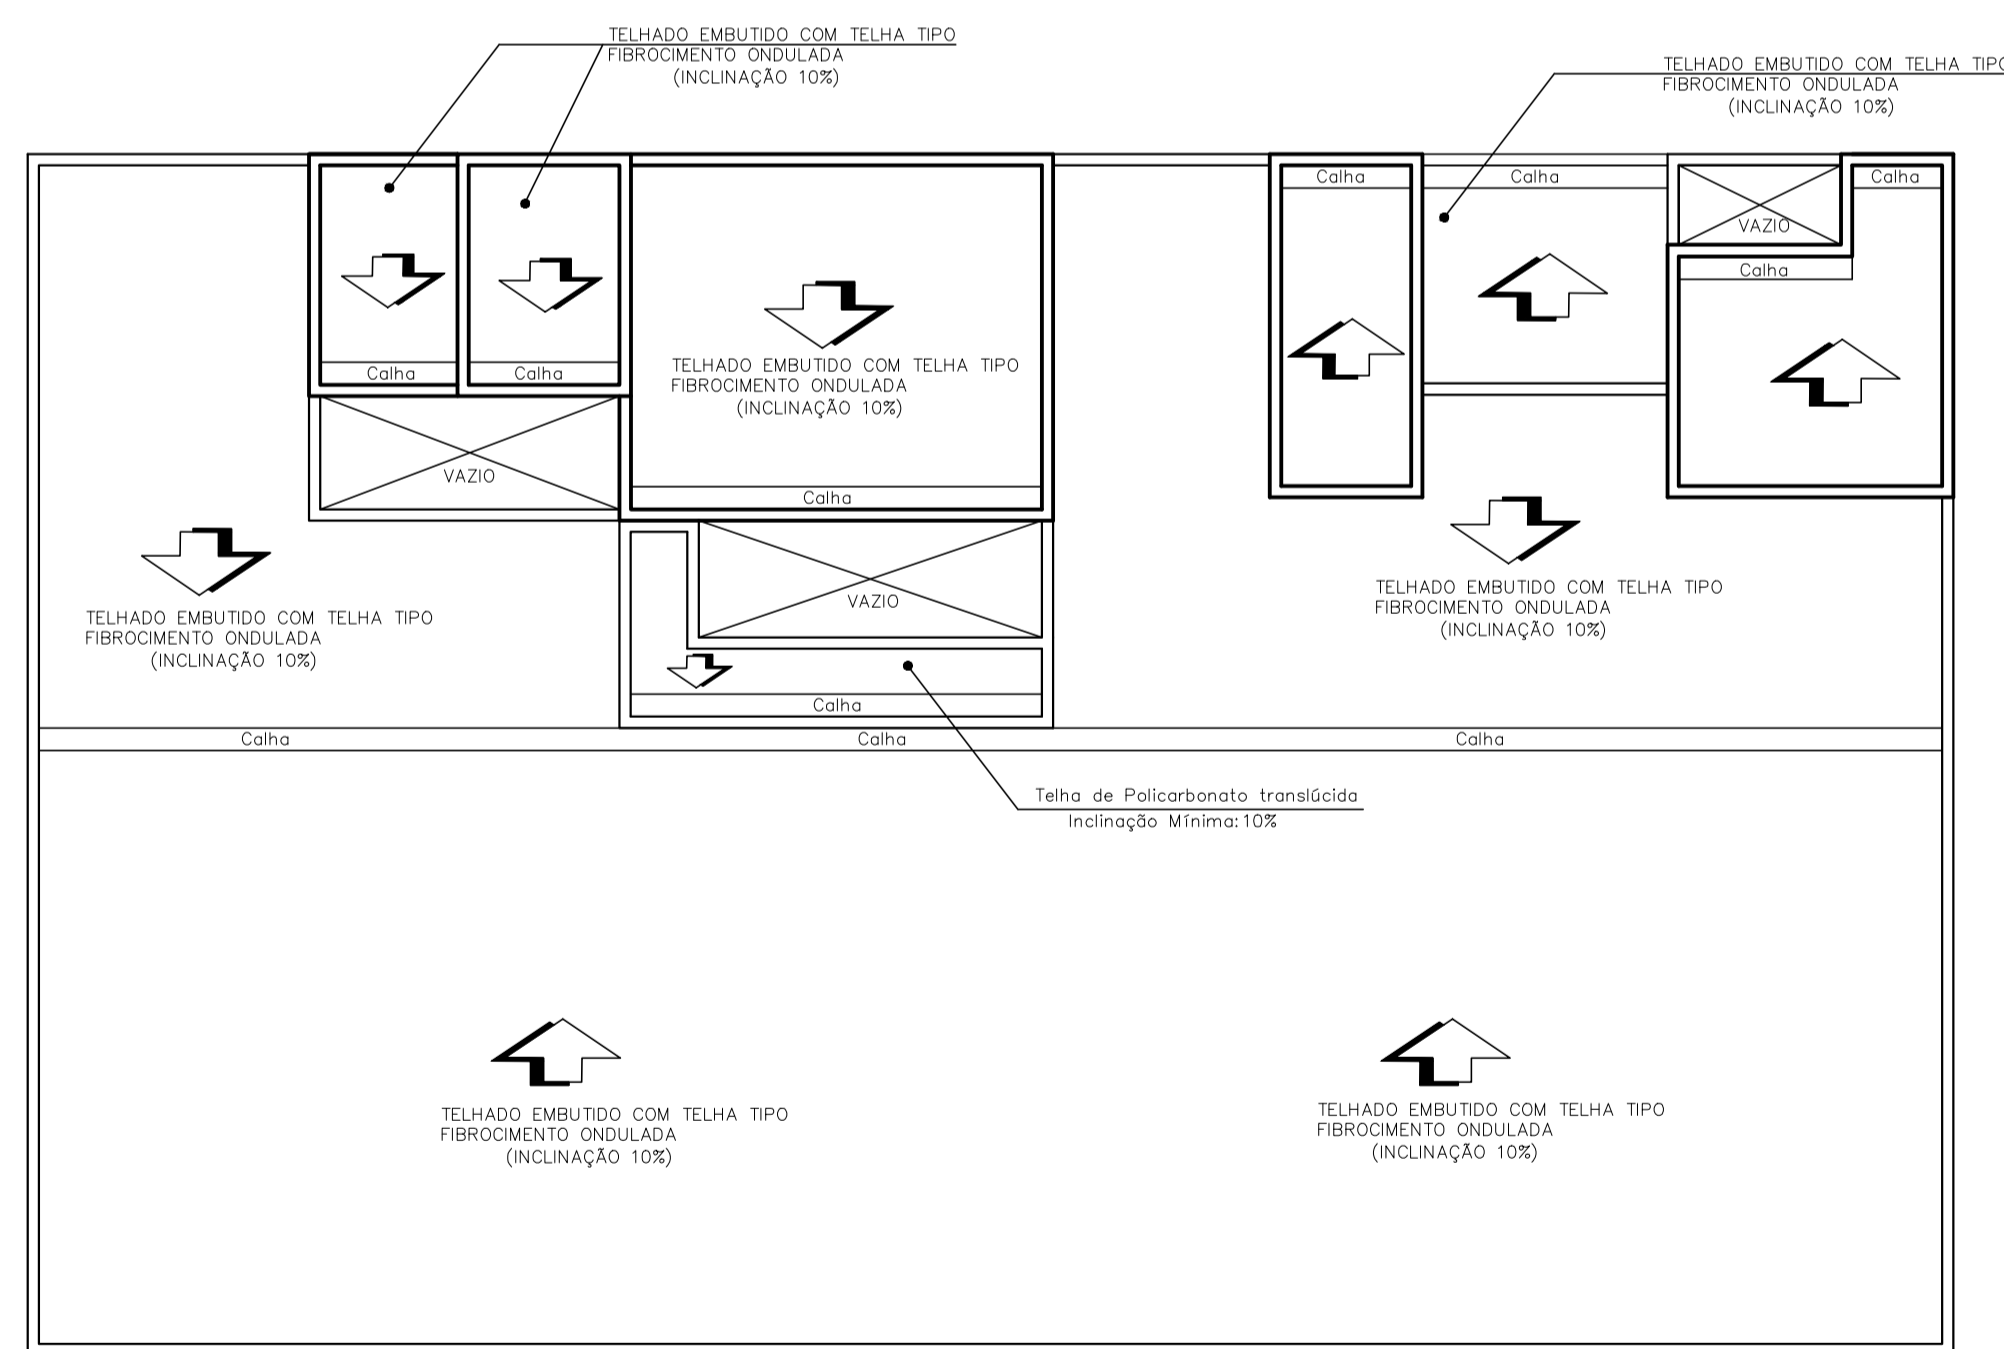 TELHADO EMBUTIDO COM TELHA TIPO
FIBROCIMENTO ONDULADA
(INCLINAÇÃO 10%)
TELHADO EMBUTIDO COM TELHA TIPO
FIBROCIMENTO ONDULADA
(INCLINAÇÃO 10%)
Calha
Calha
Calha
VAZIO
Calha
TELHADO EMBUTIDO COM TELHA TIPO
FIBROCIMENTO ONDULADA
(INCLINAÇÃO 10%)
Calha
Calha
VAZIO
Calha
TELHADO EMBUTIDO COM TELHA TIPO
FIBROCIMENTO ONDULADA
(INCLINAÇÃO 10%)
VAZIO
TELHADO EMBUTIDO COM TELHA TIPO
FIBROCIMENTO ONDULADA
(INCLINAÇÃO 10%)
Calha
Calha
Calha
Calha
Telha de Policarbonato translúcida
Inclinação Mínima:10%
TELHADO EMBUTIDO COM TELHA TIPO
FIBROCIMENTO ONDULADA
(INCLINAÇÃO 10%)
TELHADO EMBUTIDO COM TELHA TIPO
FIBROCIMENTO ONDULADA
(INCLINAÇÃO 10%)